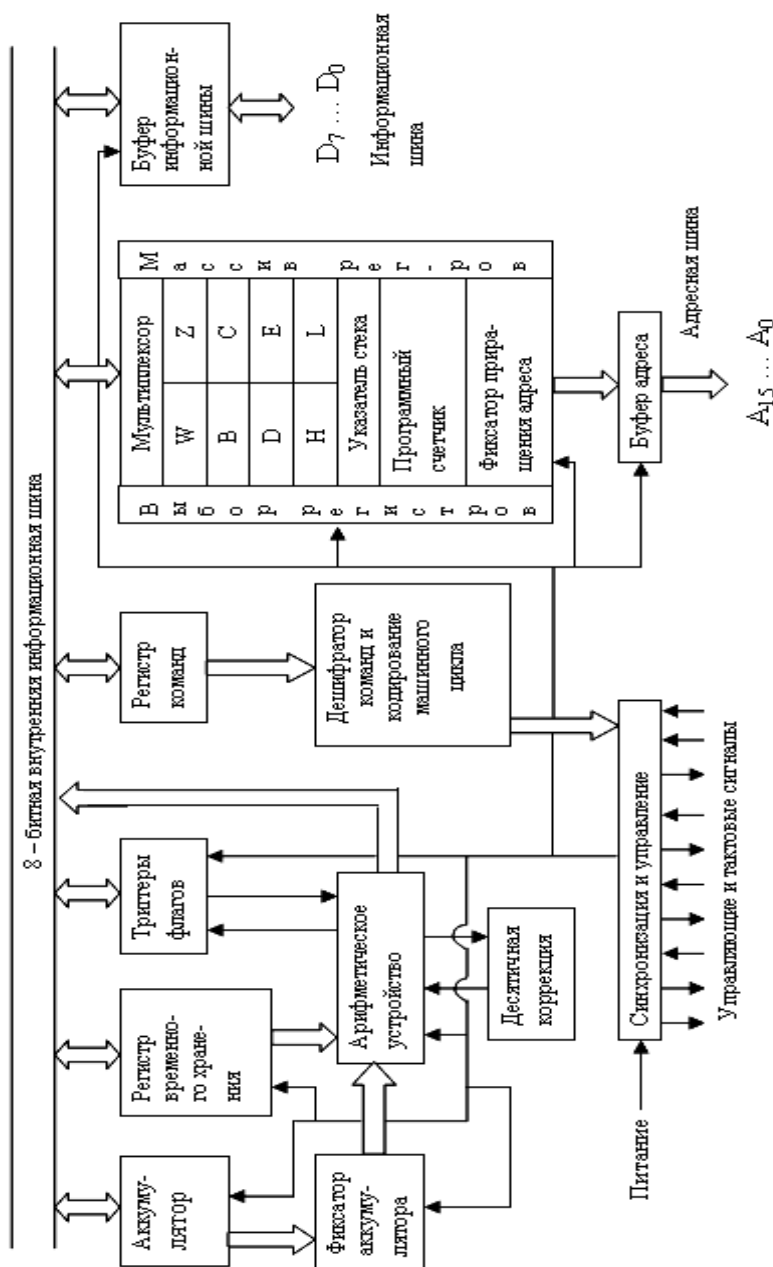 8 – битная внутренняя информационная шина
Аккуму-
лятор
Регистр
временно-
го хране-
ния
Триггеры
флагов
Регистр
команд
Мультиплексор
Буфер
информацион-
ной шины
Фиксатор
аккуму-
лятора
Арифметическое
устройство
Десятичная
коррекция
Дешифратор
команд и
кодирование
машинного
цикла
Выбор регистров
W Z
B C
D E
H L
Указатель стека
Программный
счетчик
Фиксатор прира-
щения адреса
Массив рег-ров
D7 ... D0
Информационная
шина
Питание
Синхронизация и управление
Управляющие и тактовые сигналы
Буфер адреса
Адресная шина
A15 ... A0